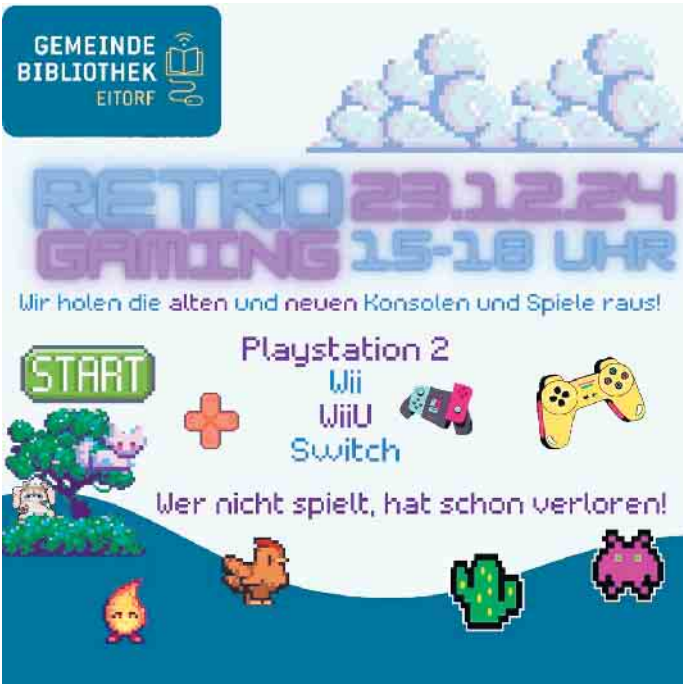 GEMEINDE
BIBLIOTHEK
EITORF
RETRO 23.12.24
GAMING 15-18 UHR
Wir holen die alten und neuen Konsolen und Spiele raus!
START
Playstation 2
Wii
WiiU
Switch
Wer nicht spielt, hat schon verloren!